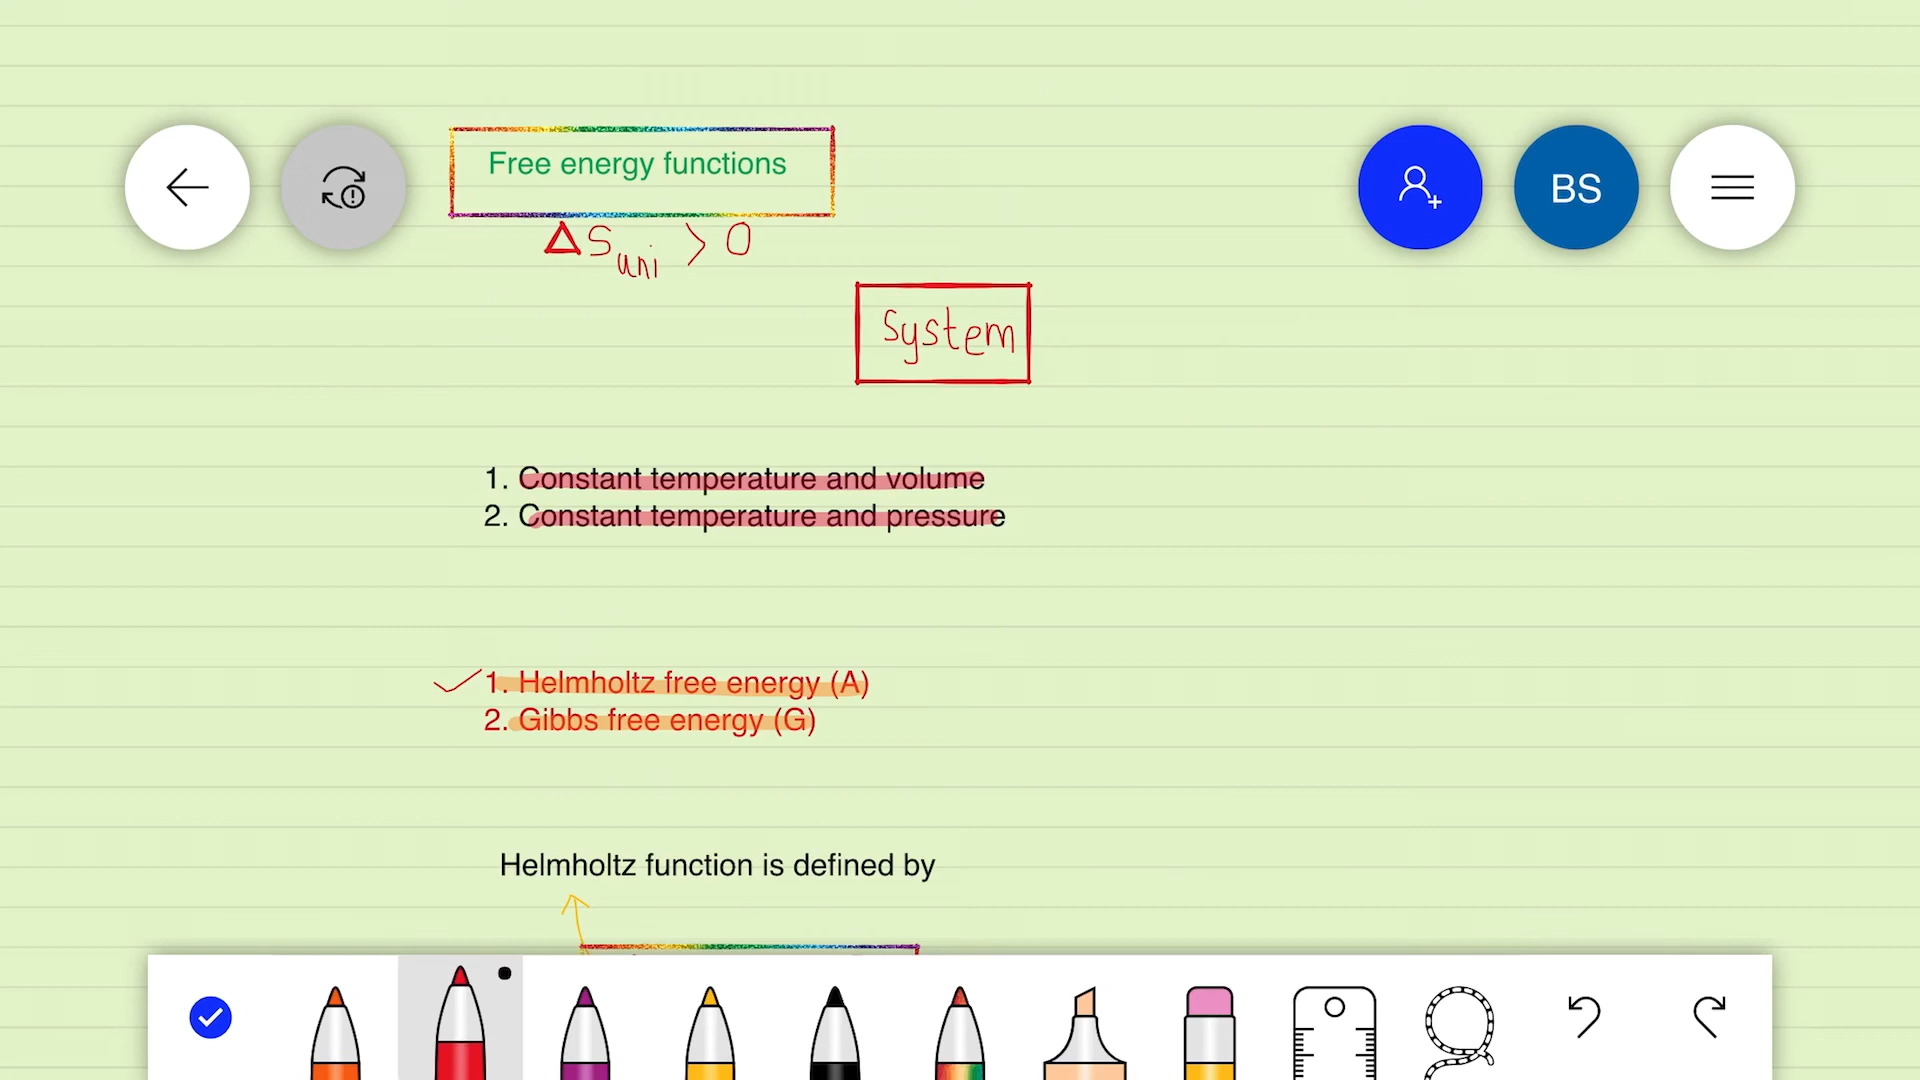 Free energy functions
BS
Δ S uni > 0
System
1. Constant temperature and volume
2. Constant temperature and pressure
1. Helmholtz free energy (A)
2. Gibbs free energy (G)
Helmholtz function is defined by